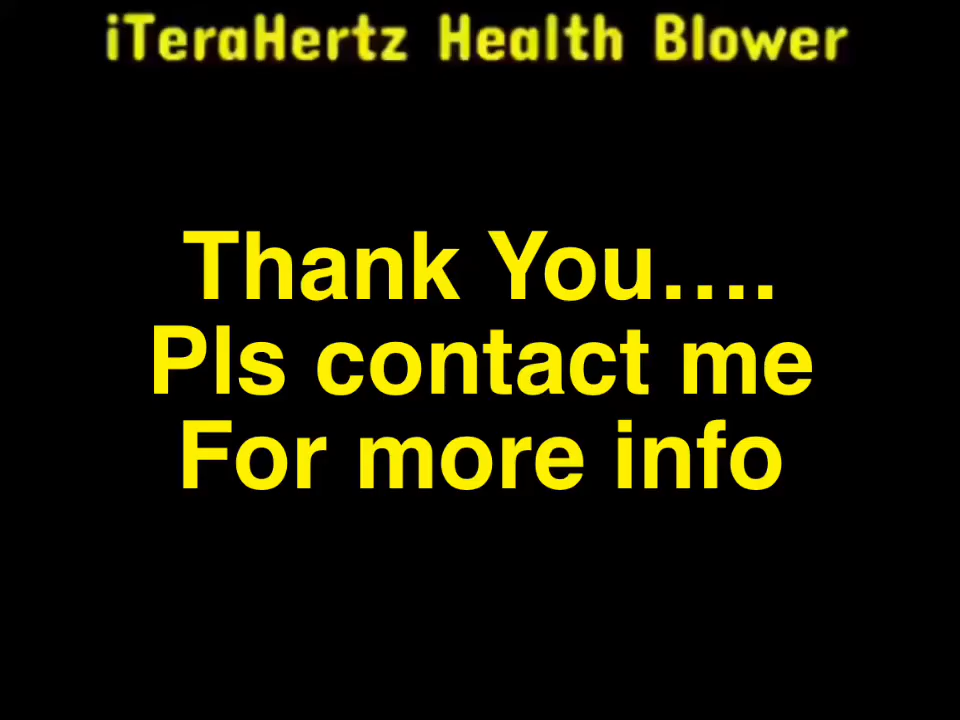 iTeraHertz Health Blower
Thank You….
Pls contact me
For more info